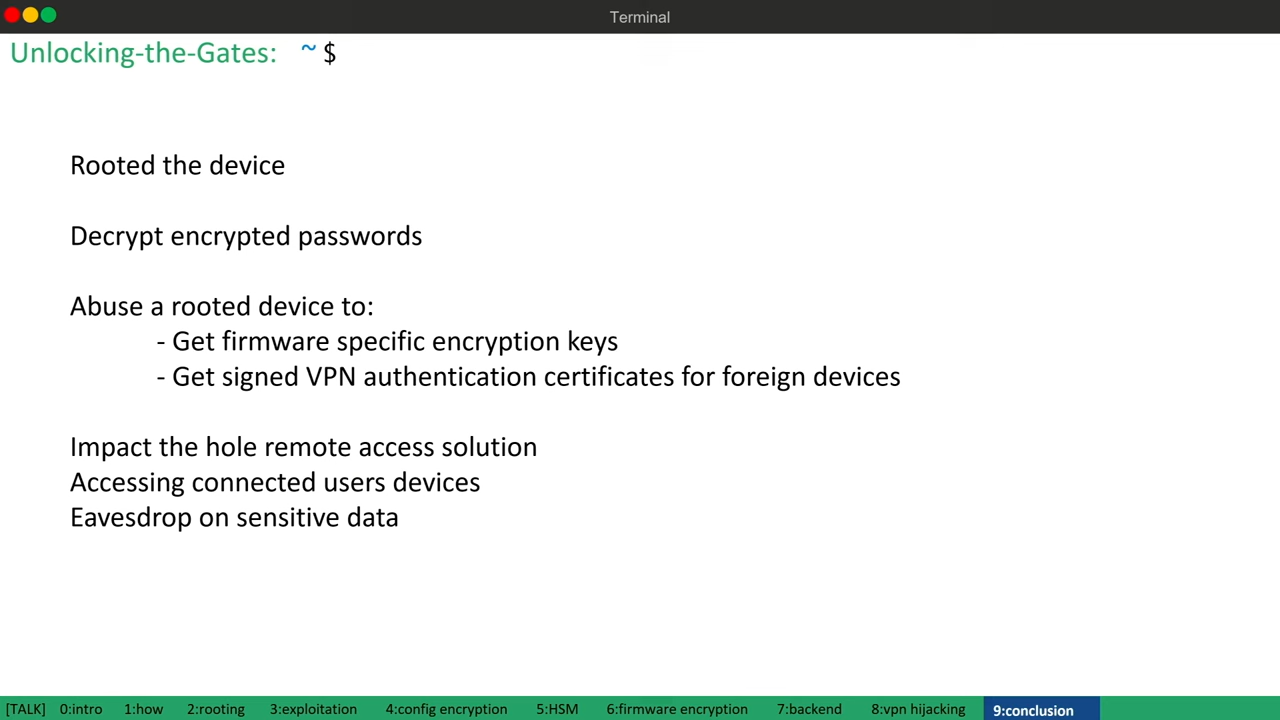 Terminal
Unlocking-the-Gates: ~ $
Rooted the device
Decrypt encrypted passwords
Abuse a rooted device to:
- Get firmware specific encryption keys
- Get signed VPN authentication certificates for foreign devices
Impact the hole remote access solution
Accessing connected users devices
Eavesdrop on sensitive data
[TALK] 0:intro 1:how 2:rooting 3:exploitation 4:config encryption 5:HSM 6:firmware encryption 7:backend 8:vpn hijacking 9:conclusion